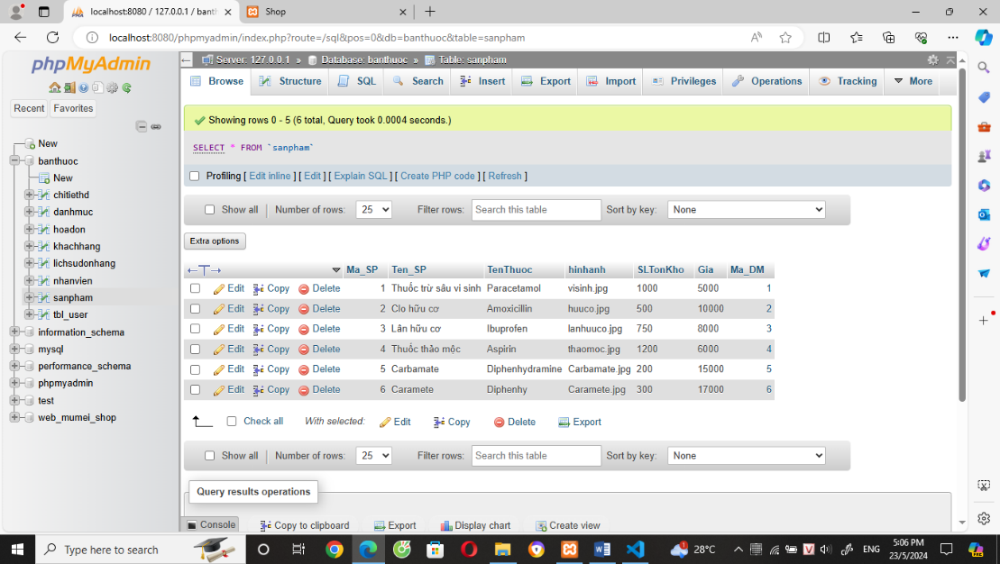 localhost:8080 / 127.0.0.1 / banth
Shop
localhost:8080/phpmyadmin/index.php?route=/sql&pos=0&db=banthuoc&table=sanpham
phpMyAdmin
Recent Favorites
New
banthuoc
New
chitiethd
danhmuc
hoadon
khachhang
lichsudonhang
nhanvien
sanpham
tbl_user
information_schema
mysql
performance_schema
phpmyadmin
test
web_mumei_shop
Server: 127.0.0.1 » Database: banthuoc » Table: sanpham
Browse Structure SQL Search Insert Export Import Privileges Operations Tracking More
Showing rows 0 - 5 (6 total, Query took 0.0004 seconds.)
SELECT * FROM `sanpham`
Profiling [ Edit inline ] [ Edit ] [ Explain SQL ] [ Create PHP code ] [ Refresh ]
Show all Number of rows: 25 Filter rows: Search this table Sort by key: None
Extra options
Ma_SP Ten_SP TenThuoc hinhanh SLTonKho Gia Ma_DM
Edit Copy Delete 1 Thuốc trừ sâu vi sinh Paracetamol visinh.jpg 1000 5000 1
Edit Copy Delete 2 Clo hữu cơ Amoxicillin huuco.jpg 500 10000 2
Edit Copy Delete 3 Lân hữu cơ Ibuprofen lanhuuco.jpg 750 8000 3
Edit Copy Delete 4 Thuốc thảo mộc Aspirin thaomoc.jpg 1200 6000 4
Edit Copy Delete 5 Carbamate Diphenhydramine Carbamate.jpg 200 15000 5
Edit Copy Delete 6 Caramete Diphenhy Caramete.jpg 300 17000 6
Check all With selected: Edit Copy Delete Export
Show all Number of rows: 25 Filter rows: Search this table Sort by key: None
Query results operations
Console Copy to clipboard Export Display chart Create view
Type here to search
28°C
ENG
5:06 PM
23/5/2024